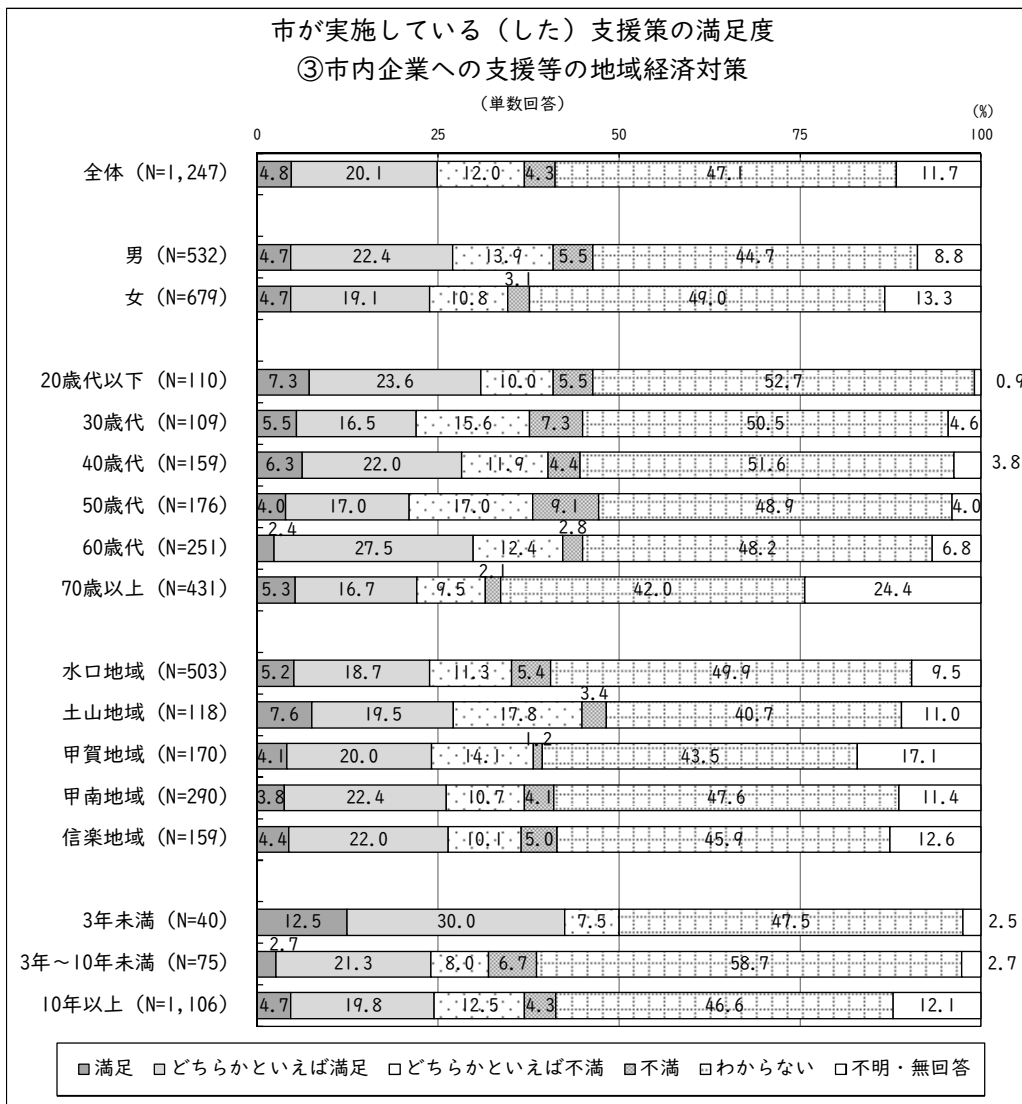 市が実施している（した）支援策の満足度
③市内企業への支援等の地域経済対策
（単数回答）
(%)
0 25 50 75 100
全体 (N=1,247) 4.8 20.1 12.0 4.3 47.1 11.7
男 (N=532) 4.7 22.4 13.9 5.5 44.7 8.8
女 (N=679) 4.7 19.1 10.8 3.1 49.0 13.3
20歳代以下 (N=110) 7.3 23.6 10.0 5.5 52.7 0.9
30歳代 (N=109) 5.5 16.5 15.6 7.3 50.5 4.6
40歳代 (N=159) 6.3 22.0 11.9 4.4 51.6 3.8
50歳代 (N=176) 4.0 17.0 17.0 9.1 48.9 4.0
60歳代 (N=251) 2.4 27.5 12.4 2.8 48.2 6.8
70歳以上 (N=431) 5.3 16.7 9.5 2.1 42.0 24.4
水口地域 (N=503) 5.2 18.7 11.3 5.4 49.9 9.5
土山地域 (N=118) 7.6 19.5 17.8 3.4 40.7 11.0
甲賀地域 (N=170) 4.1 20.0 14.1 1.2 43.5 17.1
甲南地域 (N=290) 3.8 22.4 10.7 4.1 47.6 11.4
信楽地域 (N=159) 4.4 22.0 10.1 5.0 45.9 12.6
3年未満 (N=40) 12.5 30.0 7.5 47.5 2.5
3年～10年未満 (N=75) 2.7 21.3 8.0 6.7 58.7 2.7
10年以上 (N=1,106) 4.7 19.8 12.5 4.3 46.6 12.1
満足 どちらかといえば満足 どちらかといえば不満 不満 わからない 不明・無回答